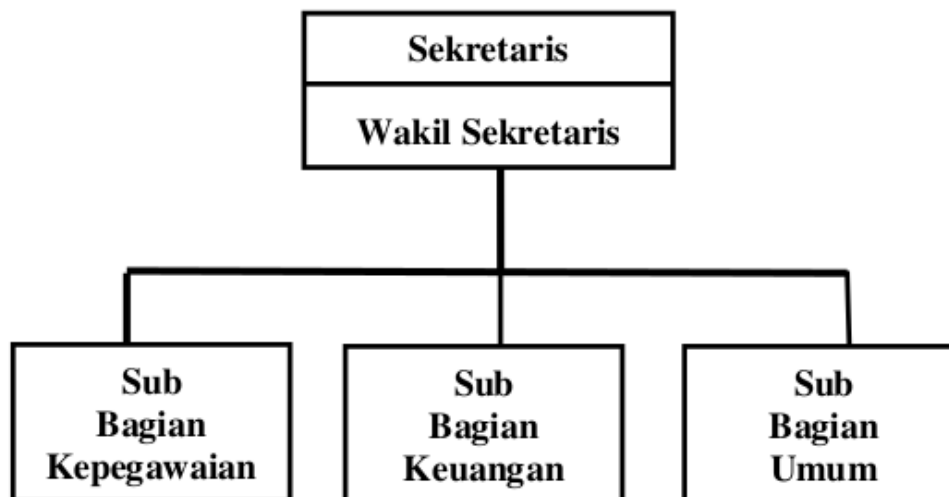 Sekretaris
Wakil Sekretaris
Sub
Bagian
Kepegawaian
Sub
Bagian
Keuangan
Sub
Bagian
Umum